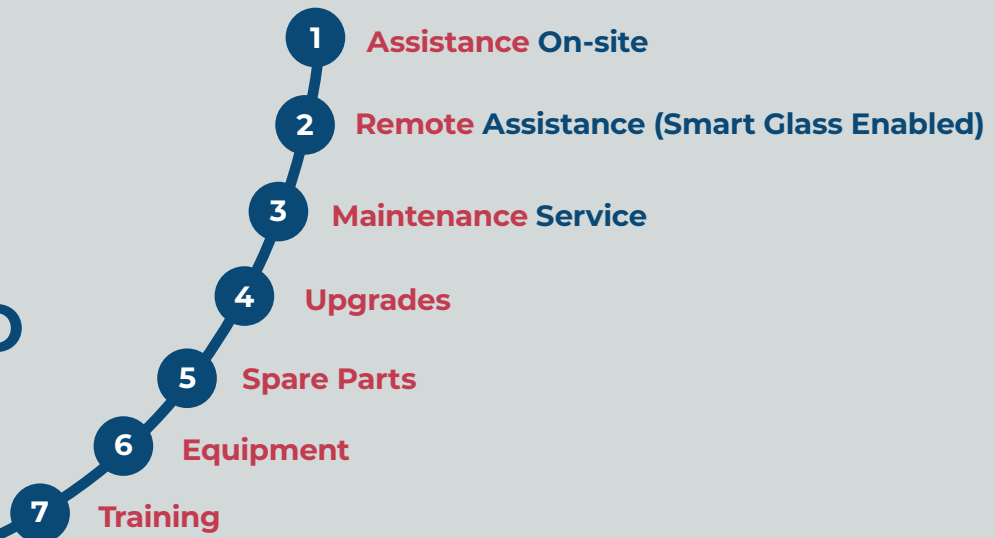 1 Assistance On-site
2 Remote Assistance (Smart Glass Enabled)
3 Maintenance Service
4 Upgrades
5 Spare Parts
6 Equipment
7 Training